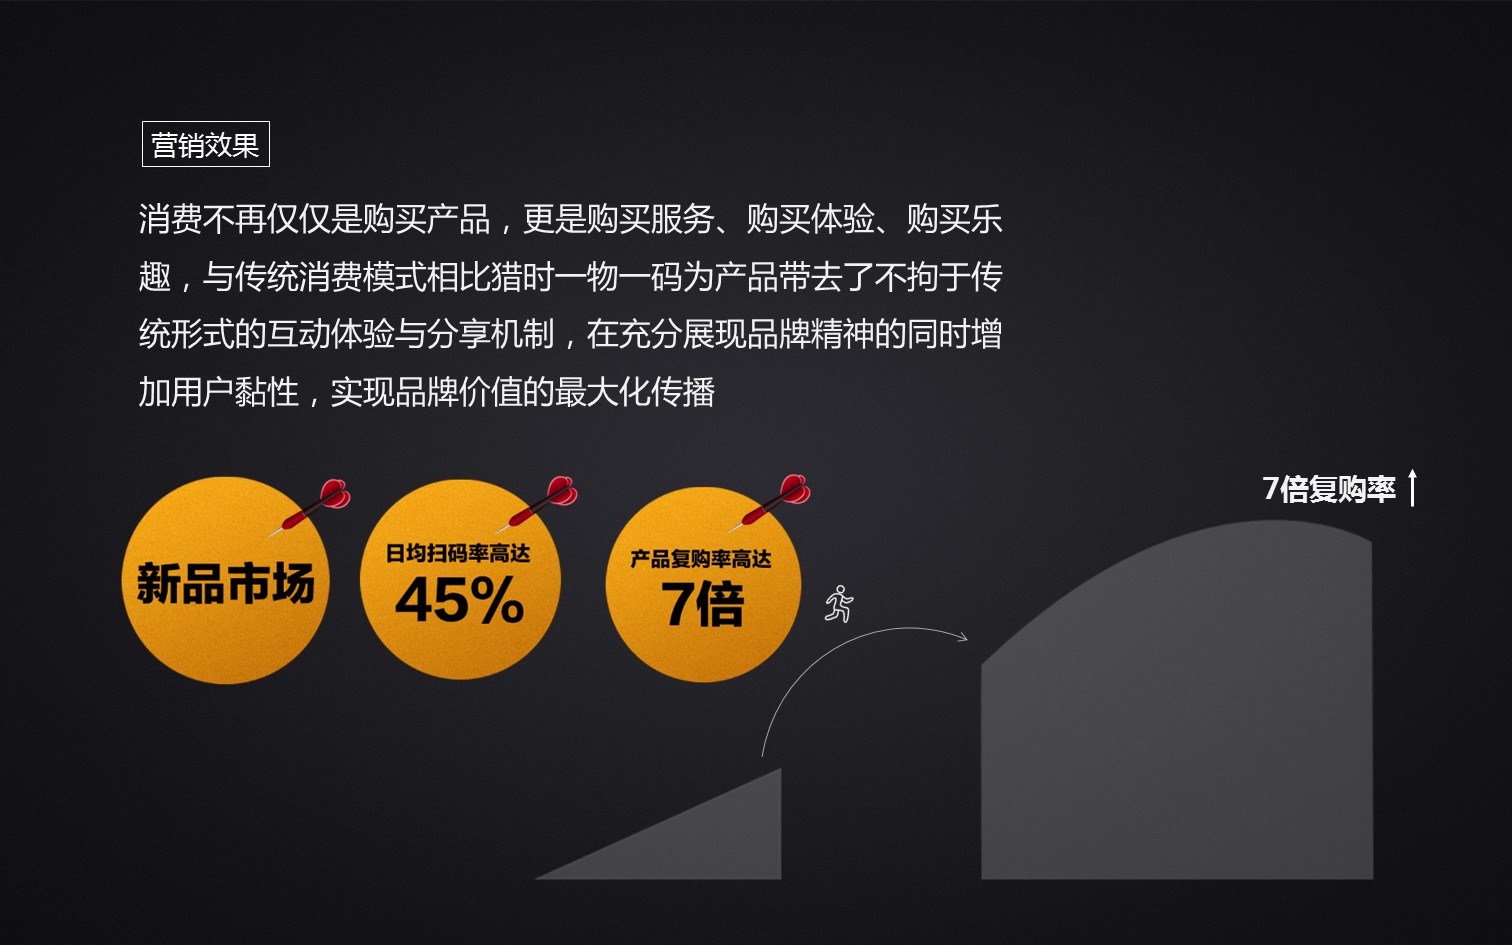 营销效果
消费不再仅仅是购买产品，更是购买服务、购买体验、购买乐
趣，与传统消费模式相比猎时一物一码为产品带去了不拘于传
统形式的互动体验与分享机制，在充分展现品牌精神的同时增
加用户黏性，实现品牌价值的最大化传播
新品市场
日均扫码率高达
45%
产品复购率高达
7倍
7倍复购率